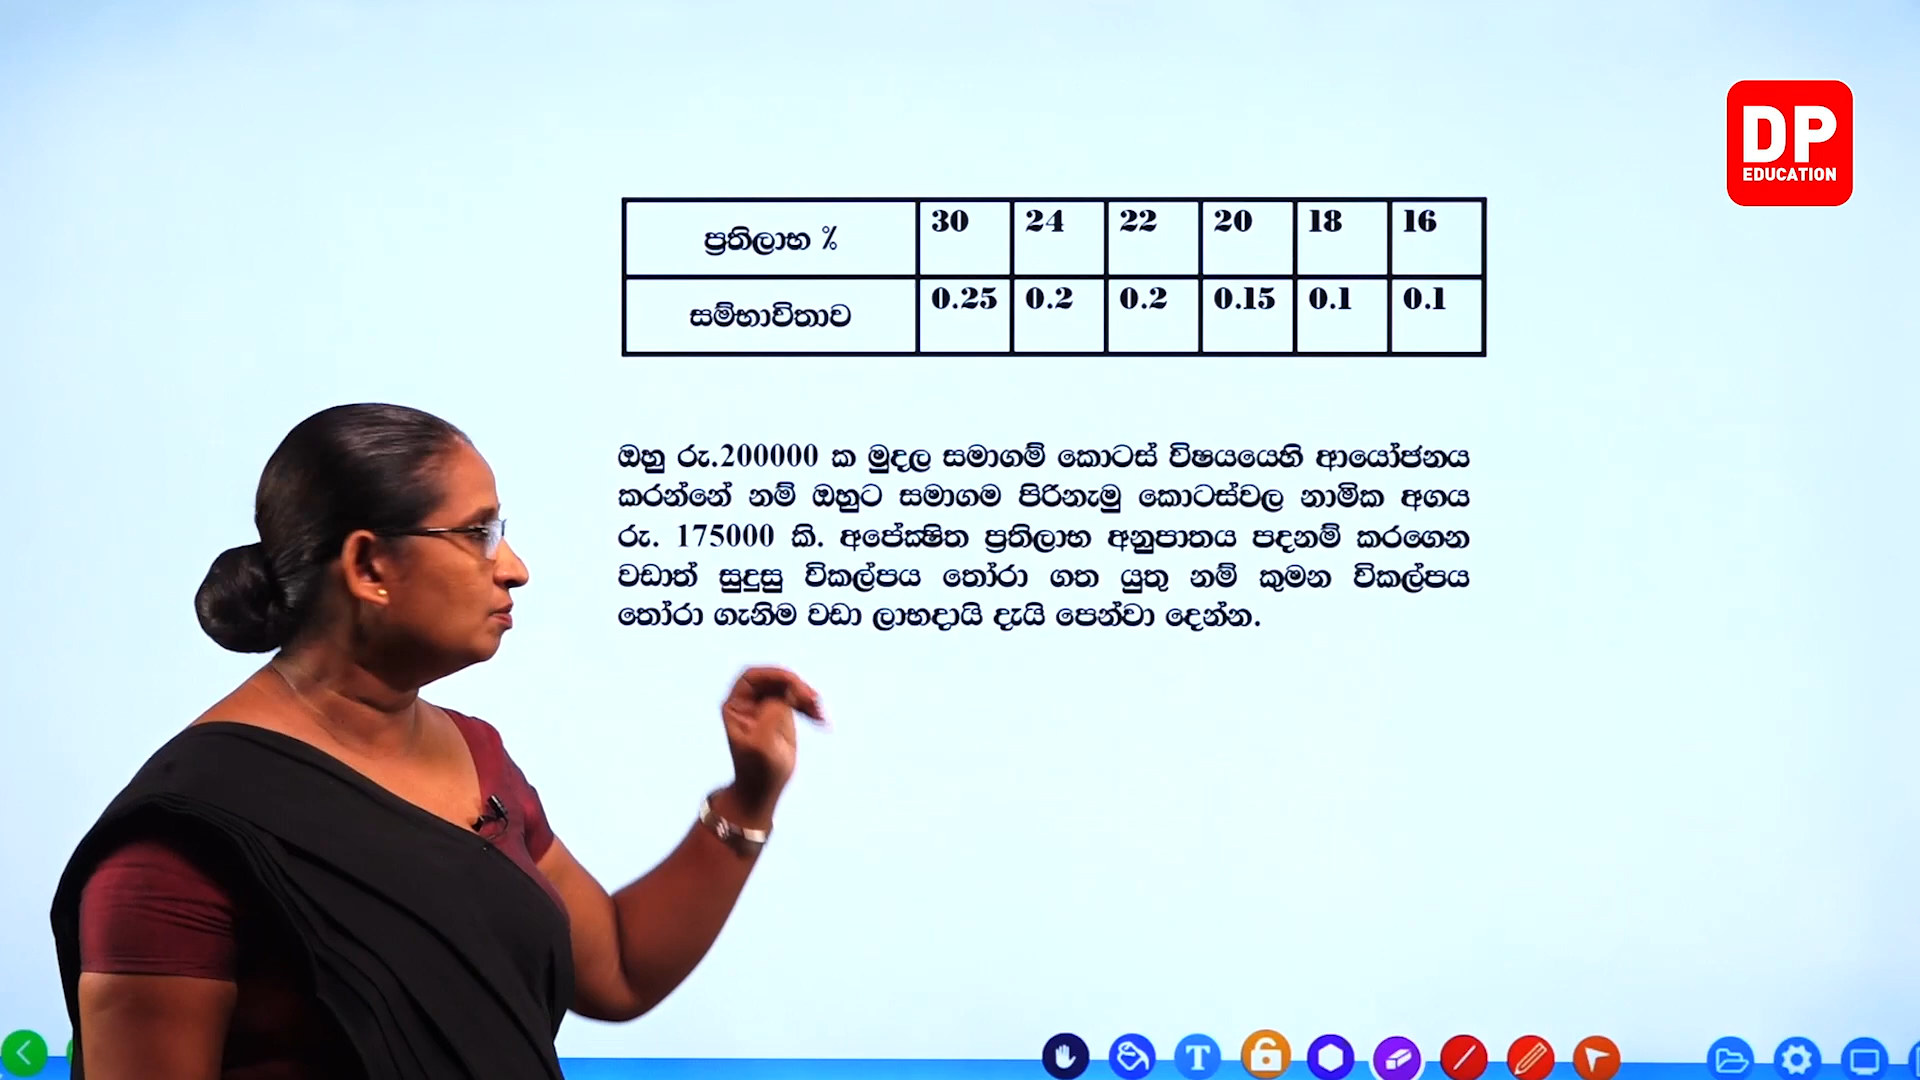 DP
EDUCATION
ප්‍රතිලාභ % 30 24 22 20 18 16
සම්භාවිතාව 0.25 0.2 0.2 0.15 0.1 0.1
ඔහු රු.200000 ක මුදල සමාගම් කොටස් විෂයයෙහි ආයෝජනය
කරන්නේ නම් ඔහුට සමාගම පිරිනැමු කොටස්වල නාමික අගය
රු. 175000 කි. අපේක්‍ෂිත ප්‍රතිලාභ අනුපාතය පදනම් කරගෙන
වඩාත් සුදුසු විකල්පය තෝරා ගත යුතු නම් කුමන විකල්පය
තෝරා ගැනිම වඩා ලාභදායි දැයි පෙන්වා දෙන්න.
T